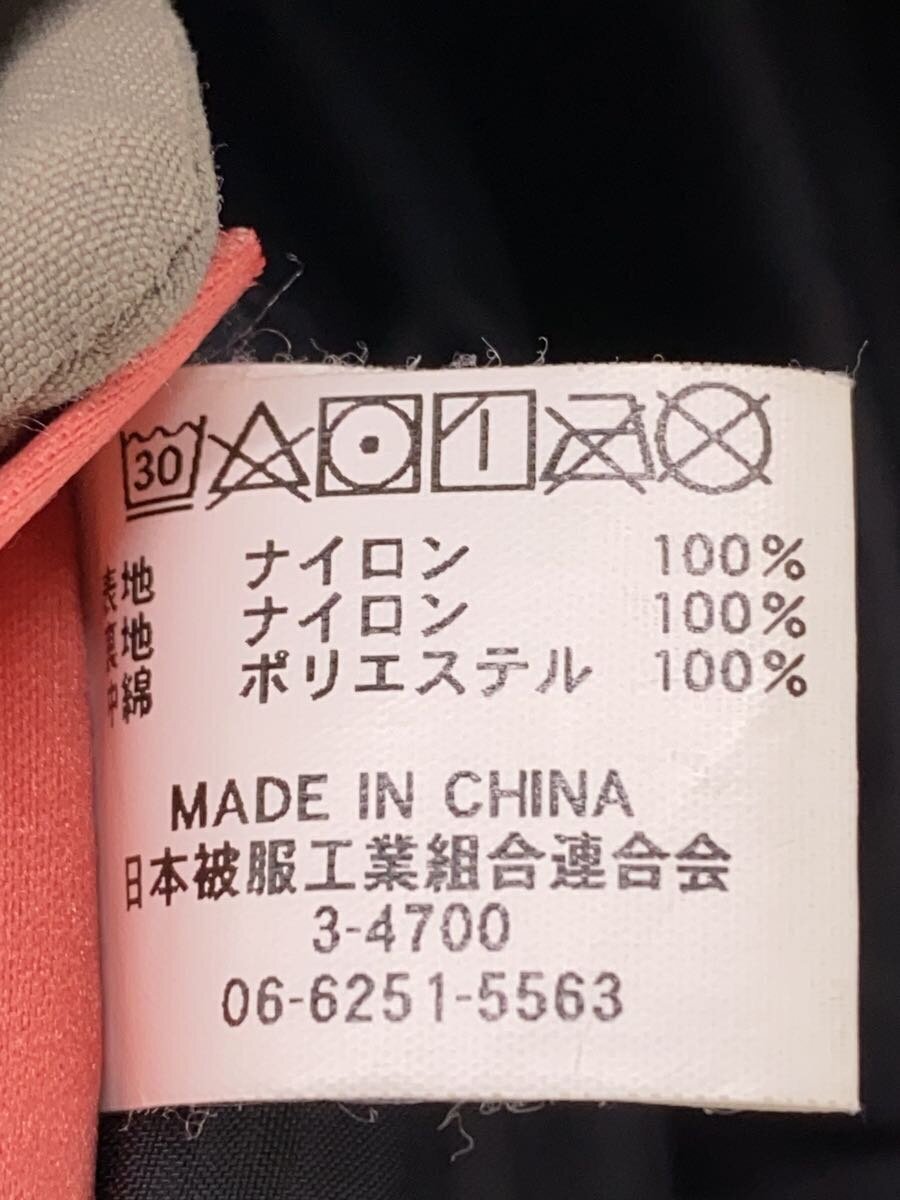 30
表地 ナイロン 100%
裏地 ナイロン 100%
中綿 ポリエステル 100%
MADE IN CHINA
日本被服工業組合連合会
3-4700
06-6251-5563